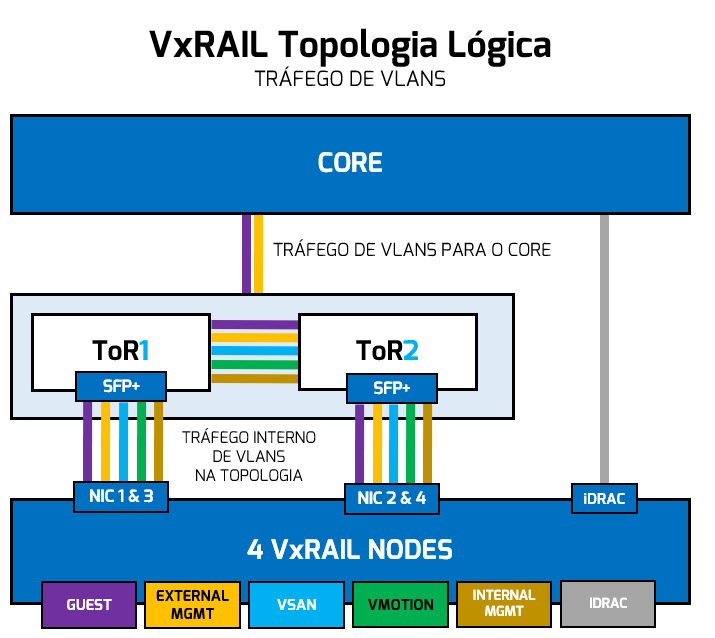 VxRAIL Topologia Lógica
TRÁFEGO DE VLANS
CORE
TRÁFEGO DE VLANS PARA O CORE
ToR1
ToR2
SFP+
SFP+
TRÁFEGO INTERNO
DE VLANS
NA TOPOLOGIA
NIC 1 & 3
NIC 2 & 4
iDRAC
4 VxRAIL NODES
GUEST
EXTERNAL
MGMT
VSAN
VMOTION
INTERNAL
MGMT
IDRAC